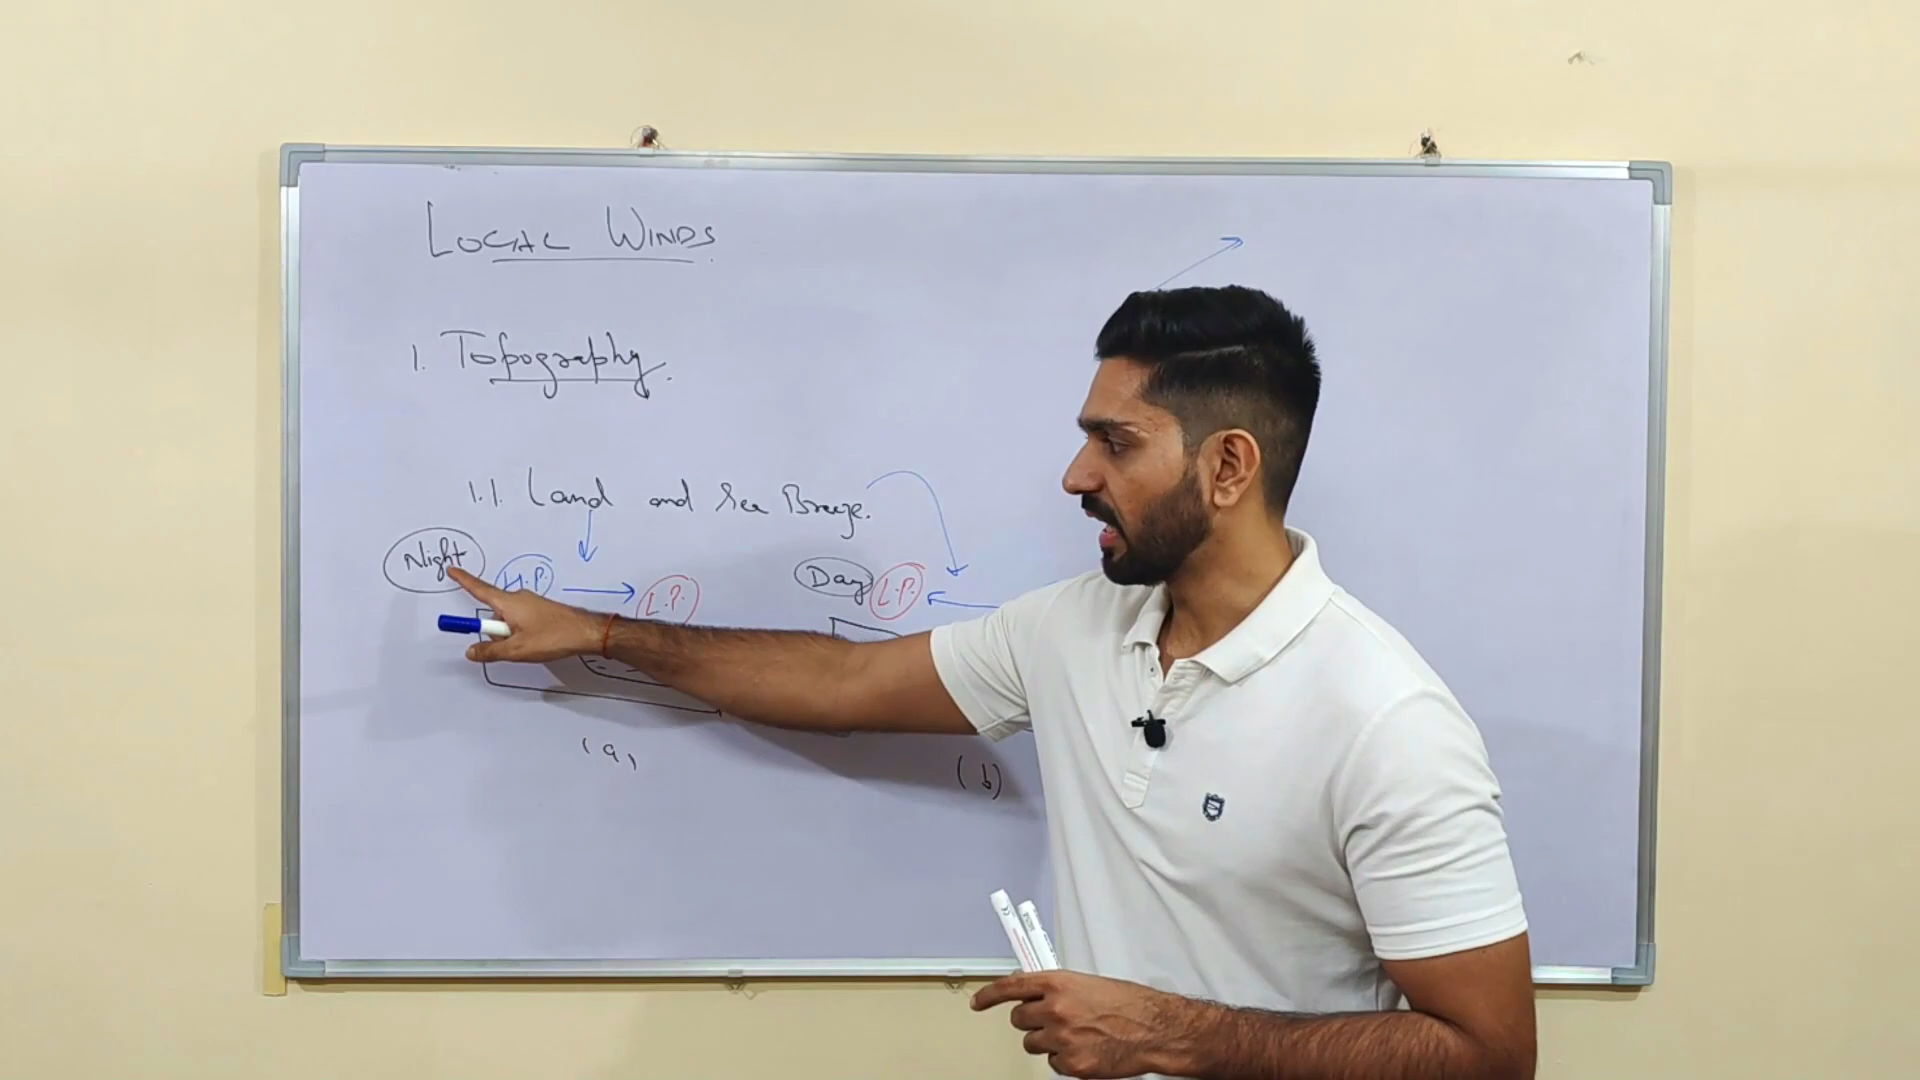 LOCAL WINDS.
1. Topography.
1.1. Land and Sea Breeze.
Night H.P. L.P. Day L.P.
(a) (b)